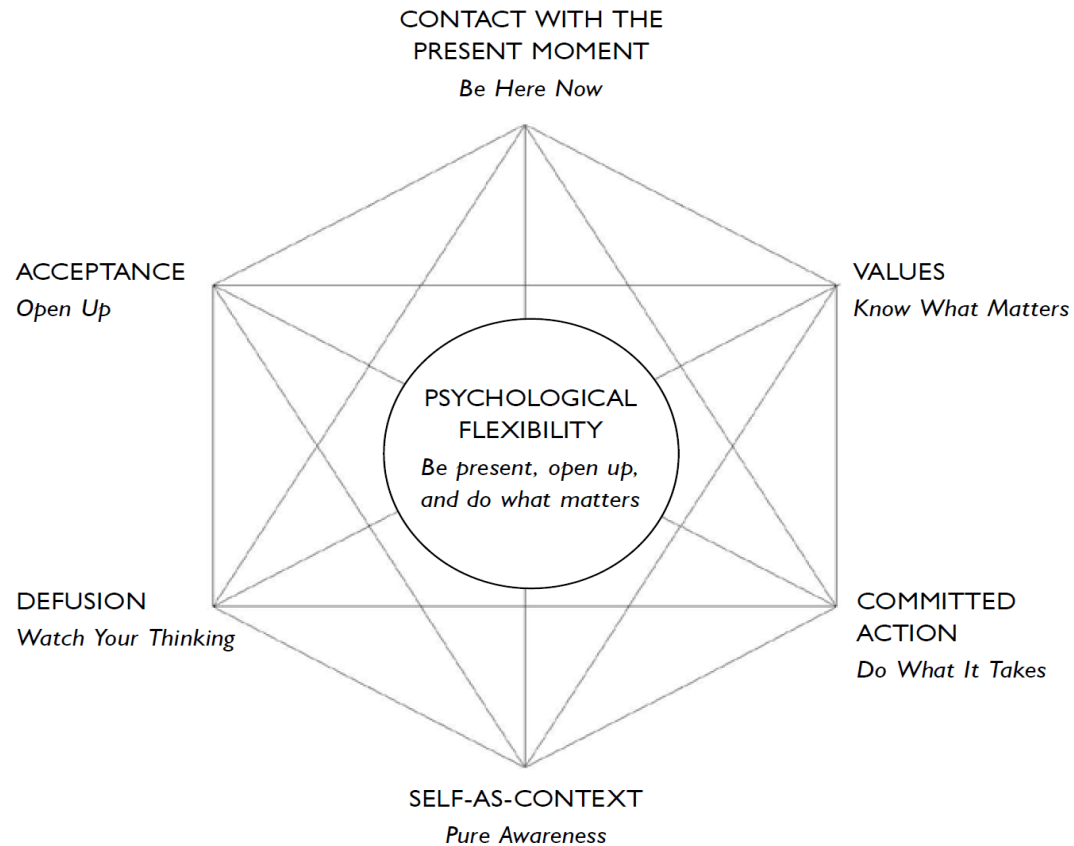 CONTACT WITH THE
PRESENT MOMENT
Be Here Now
ACCEPTANCE
Open Up
VALUES
Know What Matters
PSYCHOLOGICAL
FLEXIBILITY
Be present, open up,
and do what matters
DEFUSION
Watch Your Thinking
COMMITTED
ACTION
Do What It Takes
SELF-AS-CONTEXT
Pure Awareness